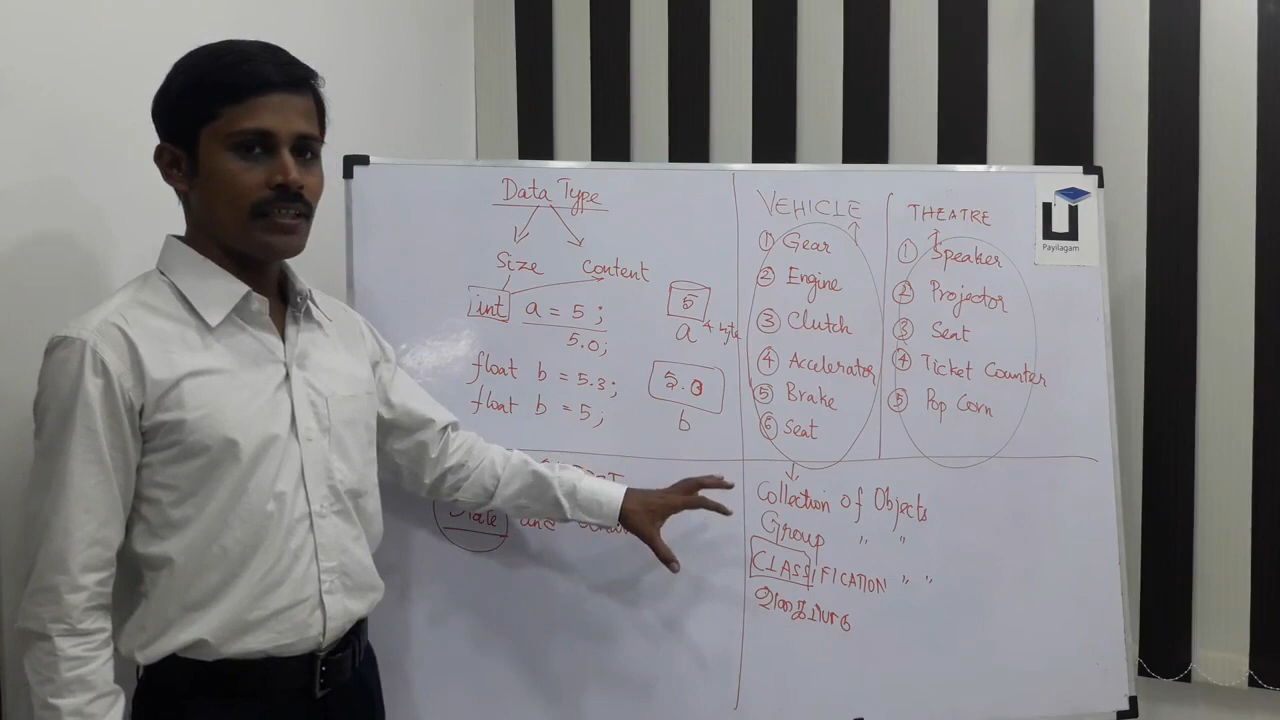 Data Type
Size content
int a = 5 ;
5.0;
5
a 4 byte
float b = 5.3;
float b = 5;
5.0
b
State and
VEHICLE
1 Gear
2 Engine
3 Clutch
4 Accelerator
5 Brake
6 Seat
THEATRE
1 Speaker
2 Projector
3 Seat
4 Ticket Counter
5 Pop Corn
Collection of Objects
Group " "
CLASSIFICATION " "
U
Payilagam